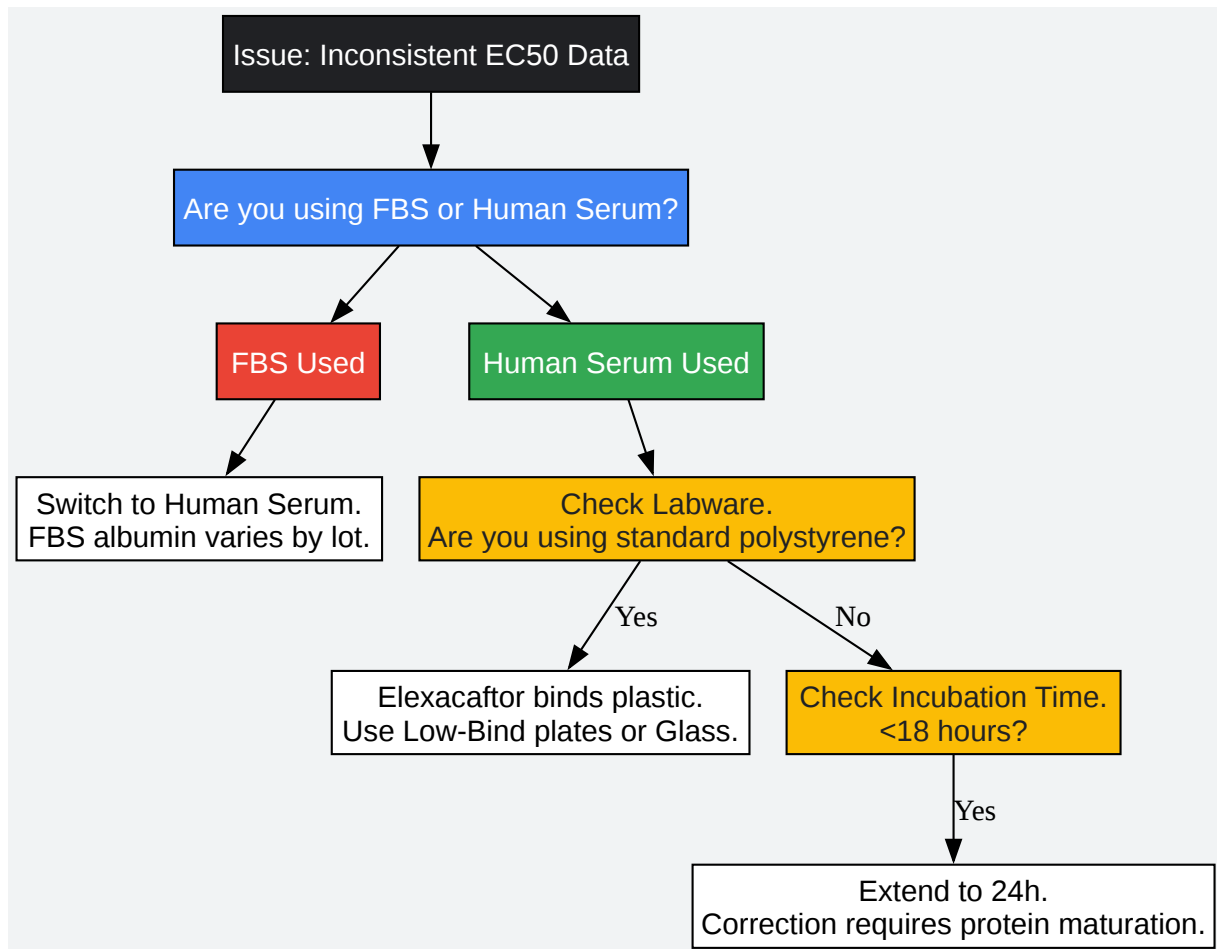 Issue: Inconsistent EC50 Data
Are you using FBS or Human Serum?
FBS Used
Human Serum Used
Switch to Human Serum.
FBS albumin varies by lot.
Check Labware.
Are you using standard polystyrene?
Yes
No
Elexacaftor binds plastic.
Use Low-Bind plates or Glass.
Check Incubation Time.
<18 hours?
Yes
Extend to 24h.
Correction requires protein maturation.